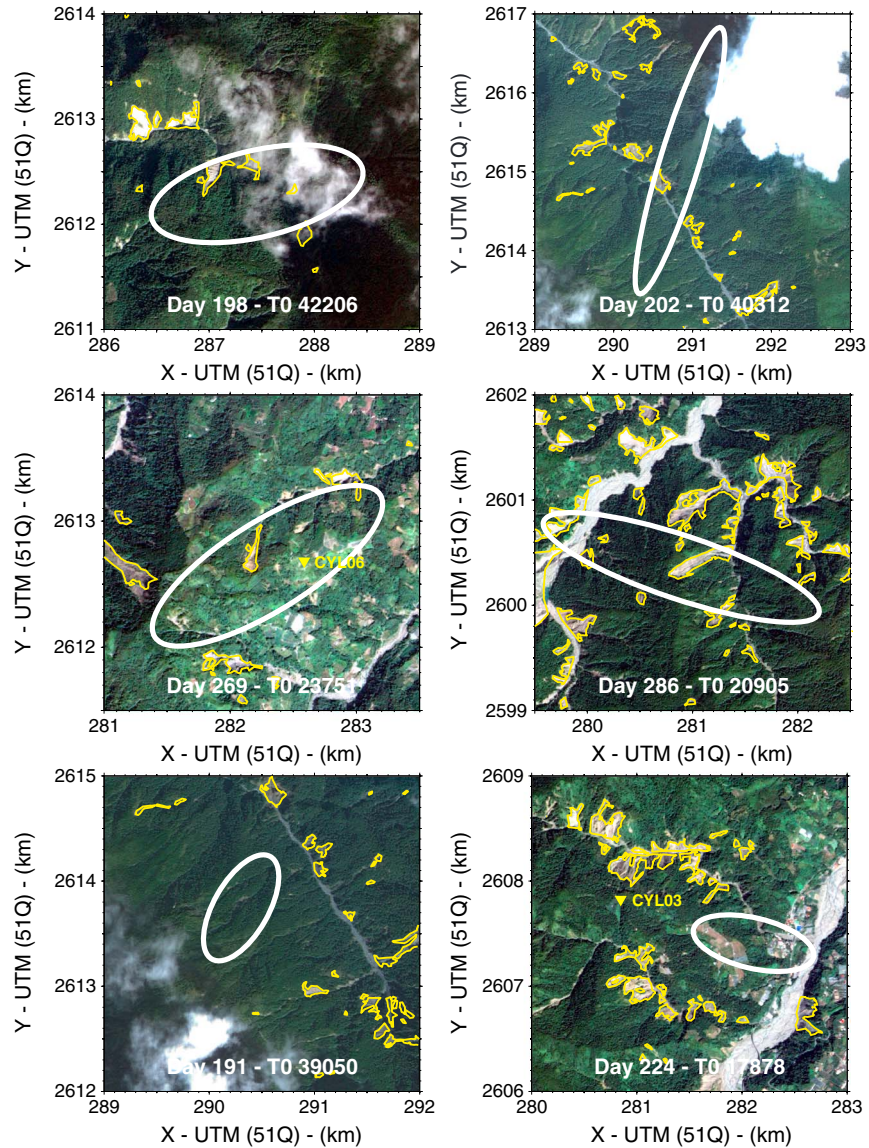 2614
2613
2612
2611
286
287
288
289
Y - UTM (51Q) - (km)
X - UTM (51Q) - (km)
Day 198 - T0 42206
2617
2616
2615
2614
2613
289
290
291
292
293
Y - UTM (51Q) - (km)
X - UTM (51Q) - (km)
Day 202 - T0 40312
2614
2613
2612
281
282
283
Y - UTM (51Q) - (km)
X - UTM (51Q) - (km)
CYL06
Day 269 - T0 23751
2602
2601
2600
2599
280
281
282
Y - UTM (51Q) - (km)
X - UTM (51Q) - (km)
Day 286 - T0 20905
2615
2614
2613
2612
289
290
291
292
Y - UTM (51Q) - (km)
X - UTM (51Q) - (km)
Day 191 - T0 39050
2609
2608
2607
2606
280
281
282
283
Y - UTM (51Q) - (km)
X - UTM (51Q) - (km)
CYL03
Day 224 - T0 17878